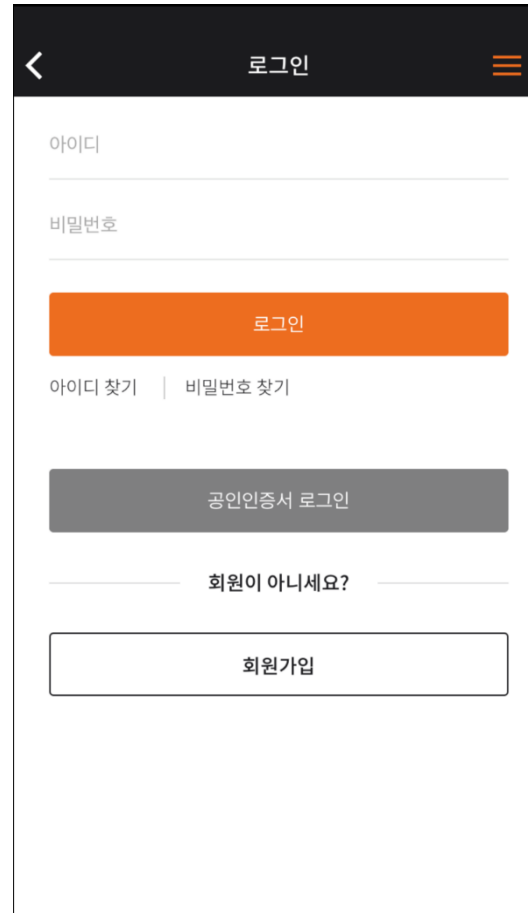 로그인
아이디
비밀번호
로그인
아이디 찾기 비밀번호 찾기
공인인증서 로그인
회원이 아니세요?
회원가입